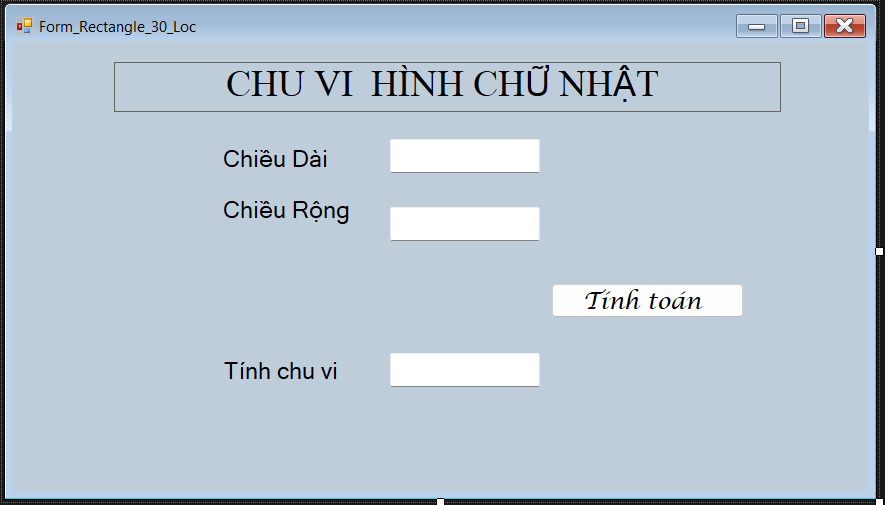 Form_Rectangle_30_Loc
CHU VI HÌNH CHỮ NHẬT
Chiều Dài
Chiều Rộng
Tính toán
Tính chu vi